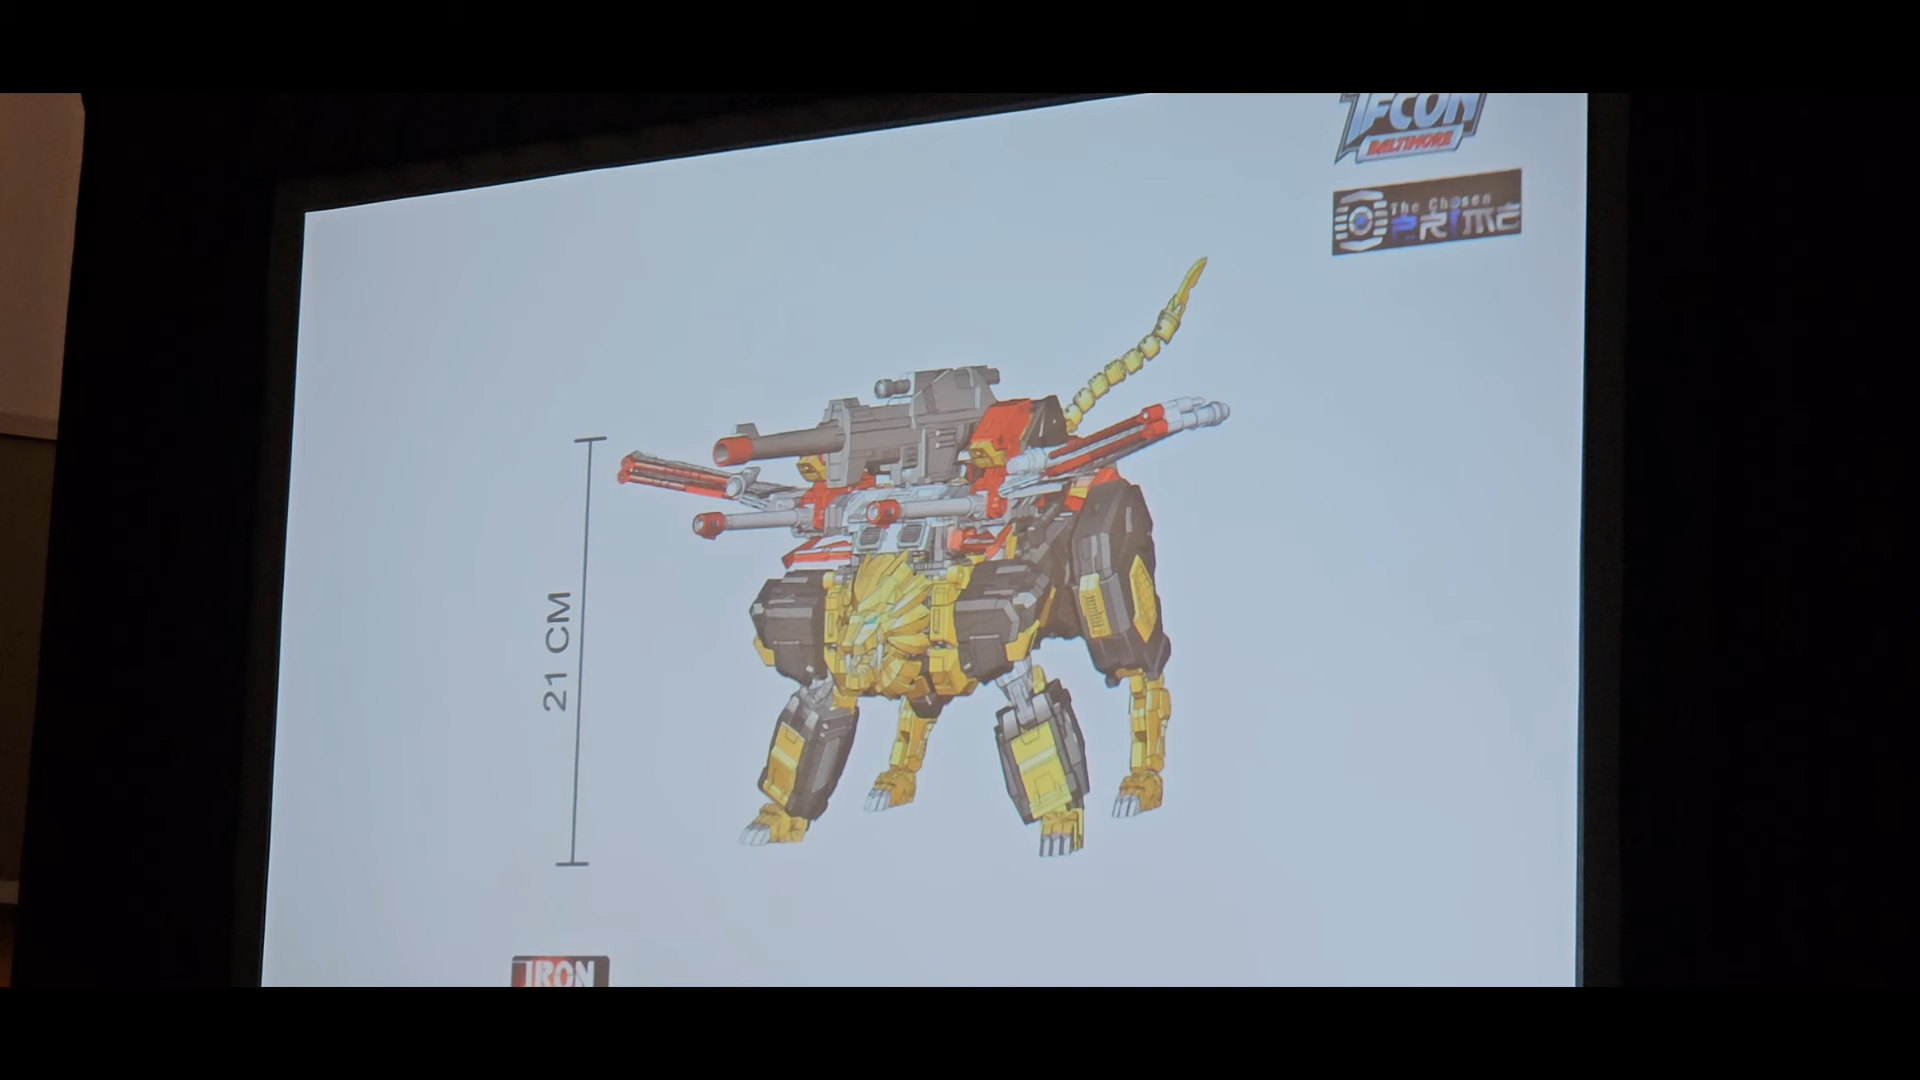 TFCON
BALTIMORE
The Chosen
PRIME
21 CM
IRON